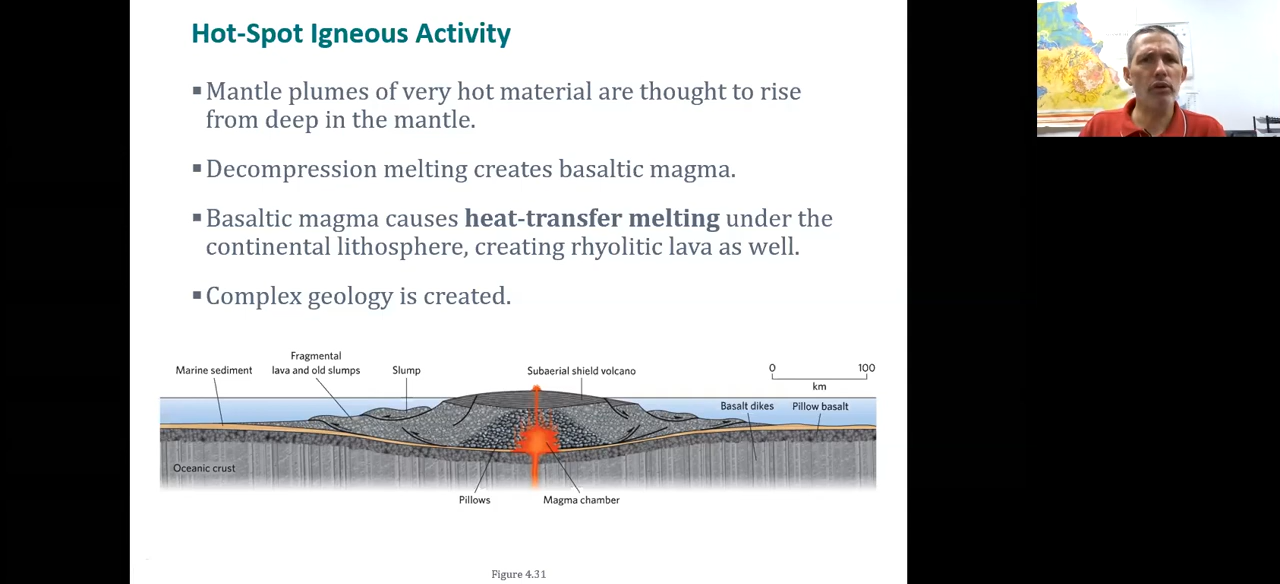 Hot-Spot Igneous Activity
▪ Mantle plumes of very hot material are thought to rise
from deep in the mantle.
▪ Decompression melting creates basaltic magma.
▪ Basaltic magma causes heat-transfer melting under the
continental lithosphere, creating rhyolitic lava as well.
▪ Complex geology is created.
Marine sediment
Fragmental
lava and old slumps
Slump
Subaerial shield volcano
0 100
km
Basalt dikes
Pillow basalt
Oceanic crust
Pillows
Magma chamber
Figure 4.31